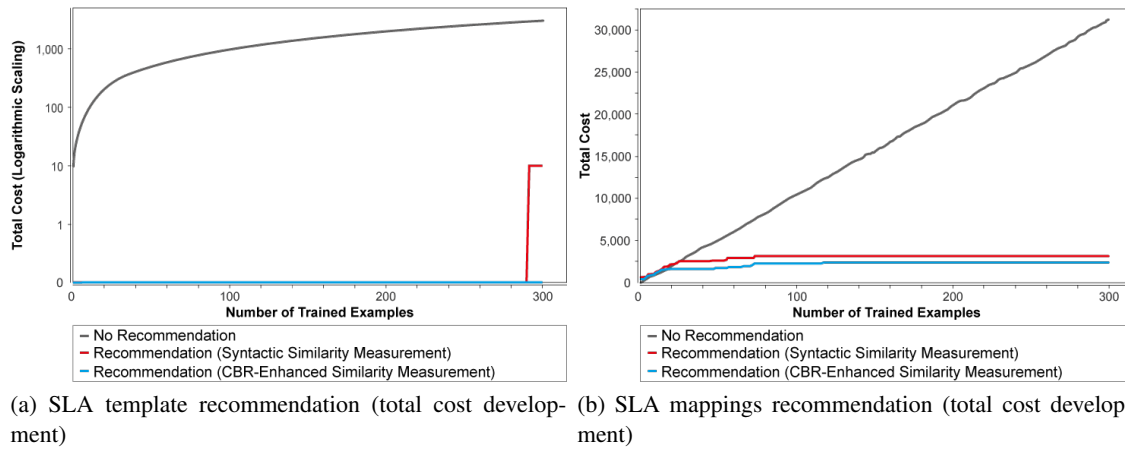 Total Cost (Logarithmic Scaling)
1,000
100
10
1
0
0
100
200
300
Number of Trained Examples
No Recommendation
Recommendation (Syntactic Similarity Measurement)
Recommendation (CBR-Enhanced Similarity Measurement)
(a) SLA template recommendation (total cost develop-
ment)
Total Cost
30,000
25,000
20,000
15,000
10,000
5,000
0
0
100
200
300
Number of Trained Examples
No Recommendation
Recommendation (Syntactic Similarity Measurement)
Recommendation (CBR-Enhanced Similarity Measurement)
(b) SLA mappings recommendation (total cost develop
ment)